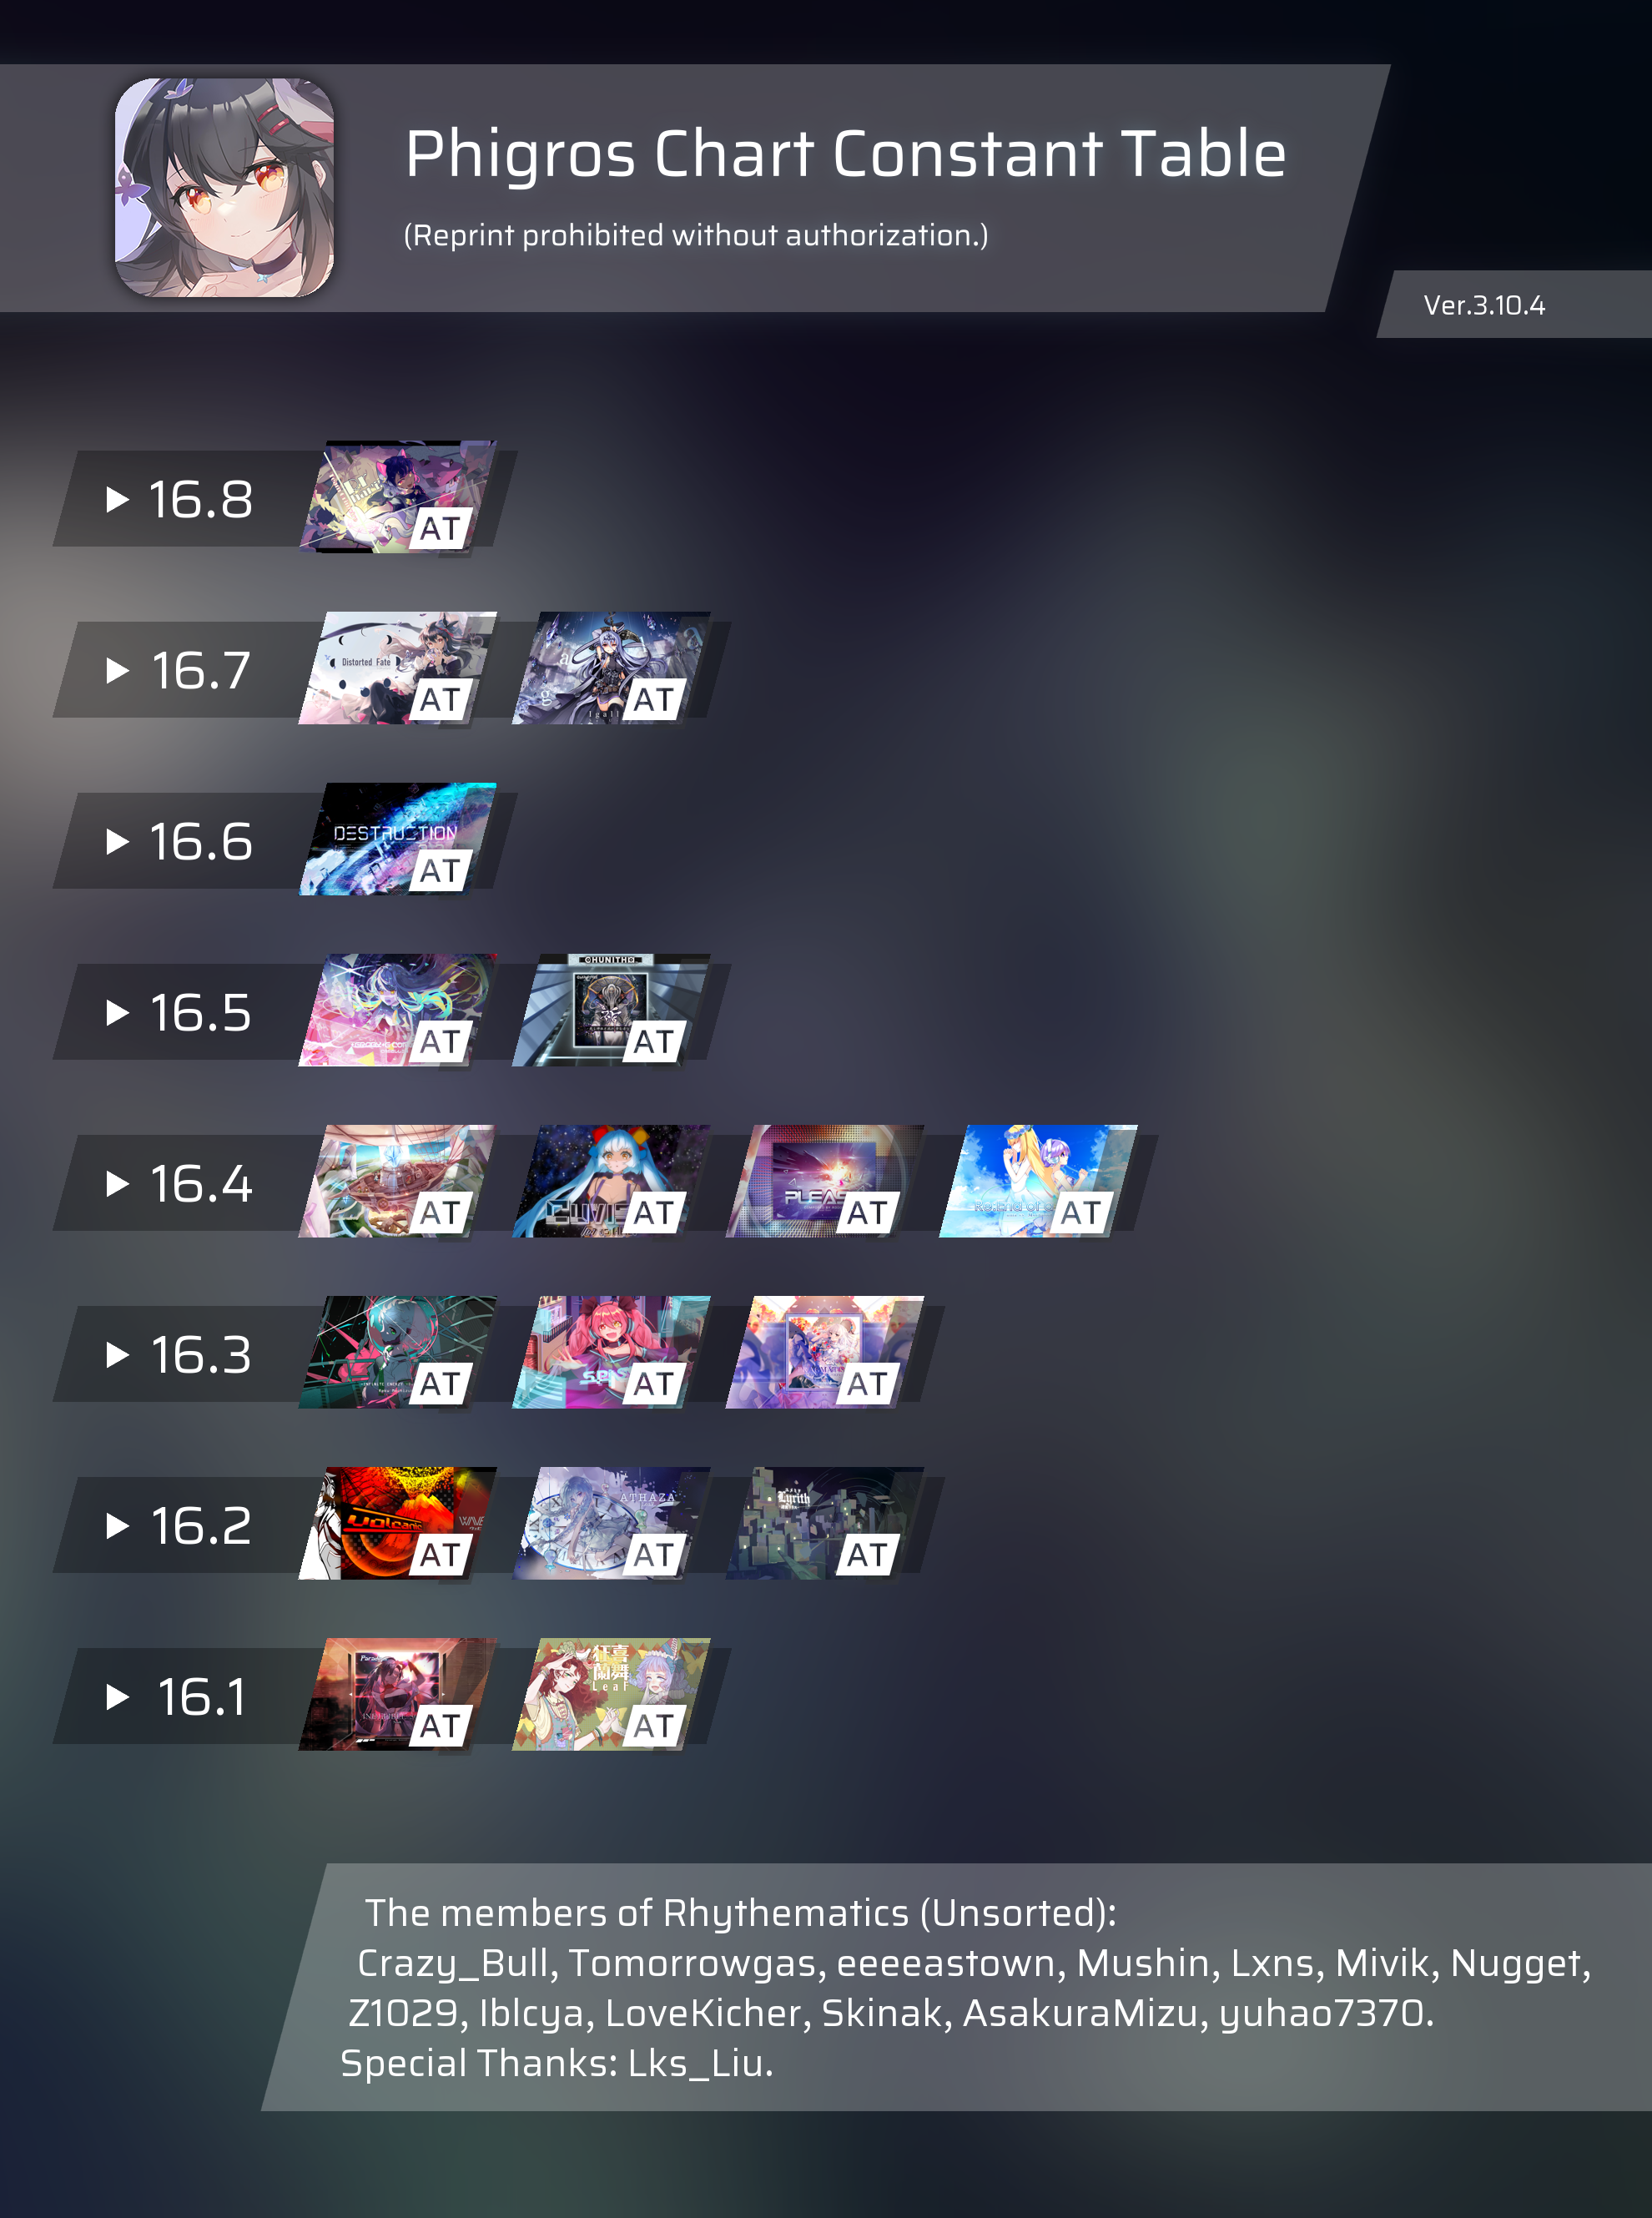 Phigros Chart Constant Table
(Reprint prohibited without authorization.)
Ver.3.10.4
16.8
AT
16.7
Distorted Fate
AT
AT
16.6
DESTRUCTION
AT
16.5
AT
CHUNITHM
AT
16.4
AT
AT
AT
AT
16.3
AT
AT
AT
16.2
Volcanic
AT
ATHAZA
AT
Lyrith
AT
16.1
AT
狂喜
蘭舞
LeaF
AT
The members of Rhythematics (Unsorted):
Crazy_Bull, Tomorrowgas, eeeeastown, Mushin, Lxns, Mivik, Nugget,
Z1029, Iblcya, LoveKicher, Skinak, AsakuraMizu, yuhao7370.
Special Thanks: Lks_Liu.